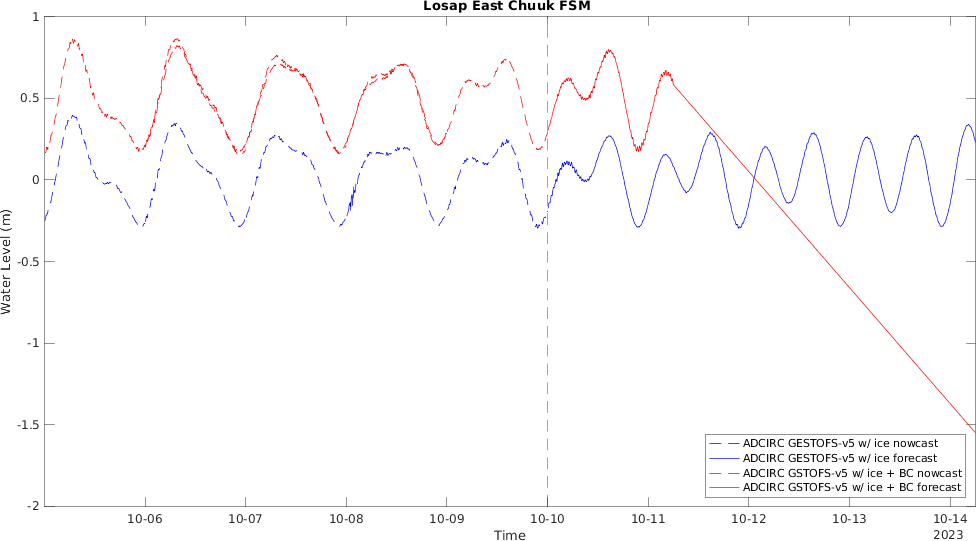 Losap East Chuuk FSM
1
0.5
0
-0.5
-1
-1.5
-2
Water Level (m)
ADCIRC GESTOFS-v5 w/ ice nowcast
ADCIRC GESTOFS-v5 w/ ice forecast
ADCIRC GSTOFS-v5 w/ ice + BC nowcast
ADCIRC GSTOFS-v5 w/ ice + BC forecast
10-06 10-07 10-08 10-09 10-10 10-11 10-12 10-13 10-14
Time 2023